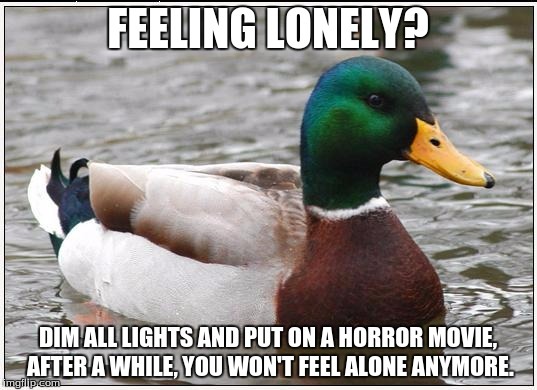 FEELING LONELY?
DIM ALL LIGHTS AND PUT ON A HORROR MOVIE,
AFTER A WHILE, YOU WON'T FEEL ALONE ANYMORE.
imgflip.com